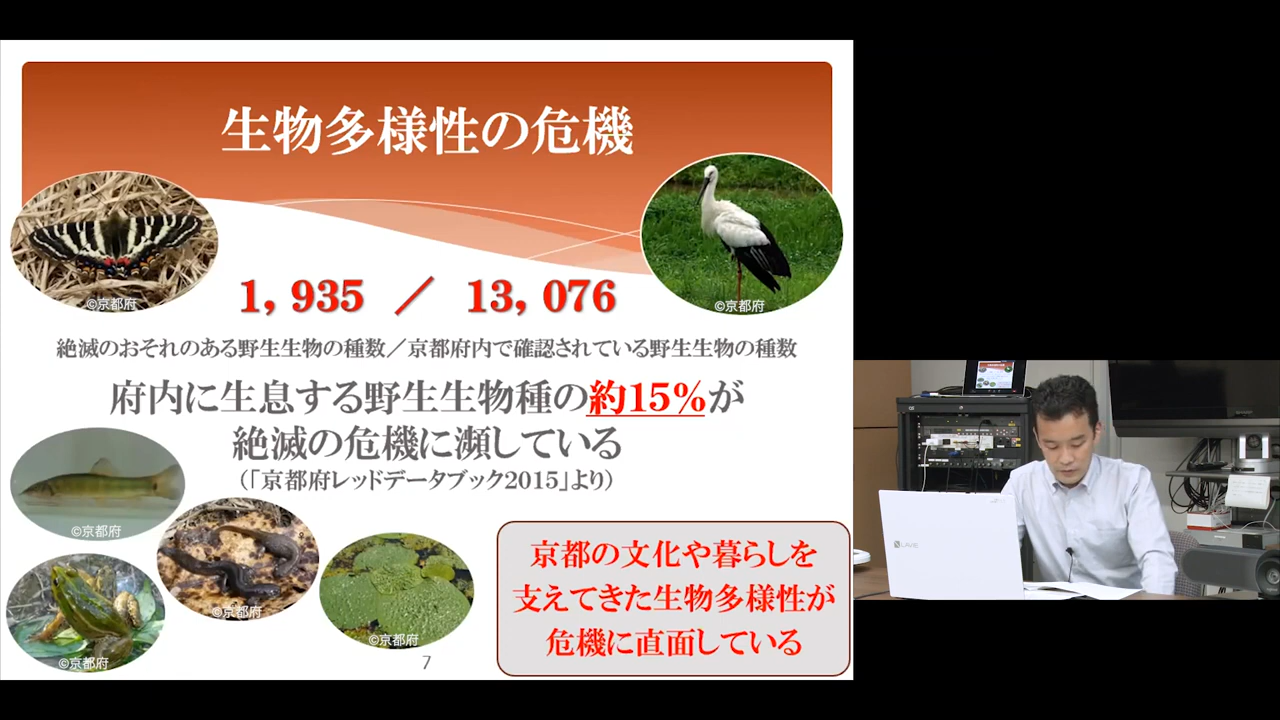 生物多様性の危機
©京都府
©京都府
1,935 ／ 13,076
絶滅のおそれのある野生生物の種数／京都府内で確認されている野生生物の種数
府内に生息する野生生物種の約15%が
絶滅の危機に瀕している
（「京都府レッドデータブック2015」より）
©京都府
©京都府
©京都府
©京都府
京都の文化や暮らしを
支えてきた生物多様性が
危機に直面している
7
LAVIE